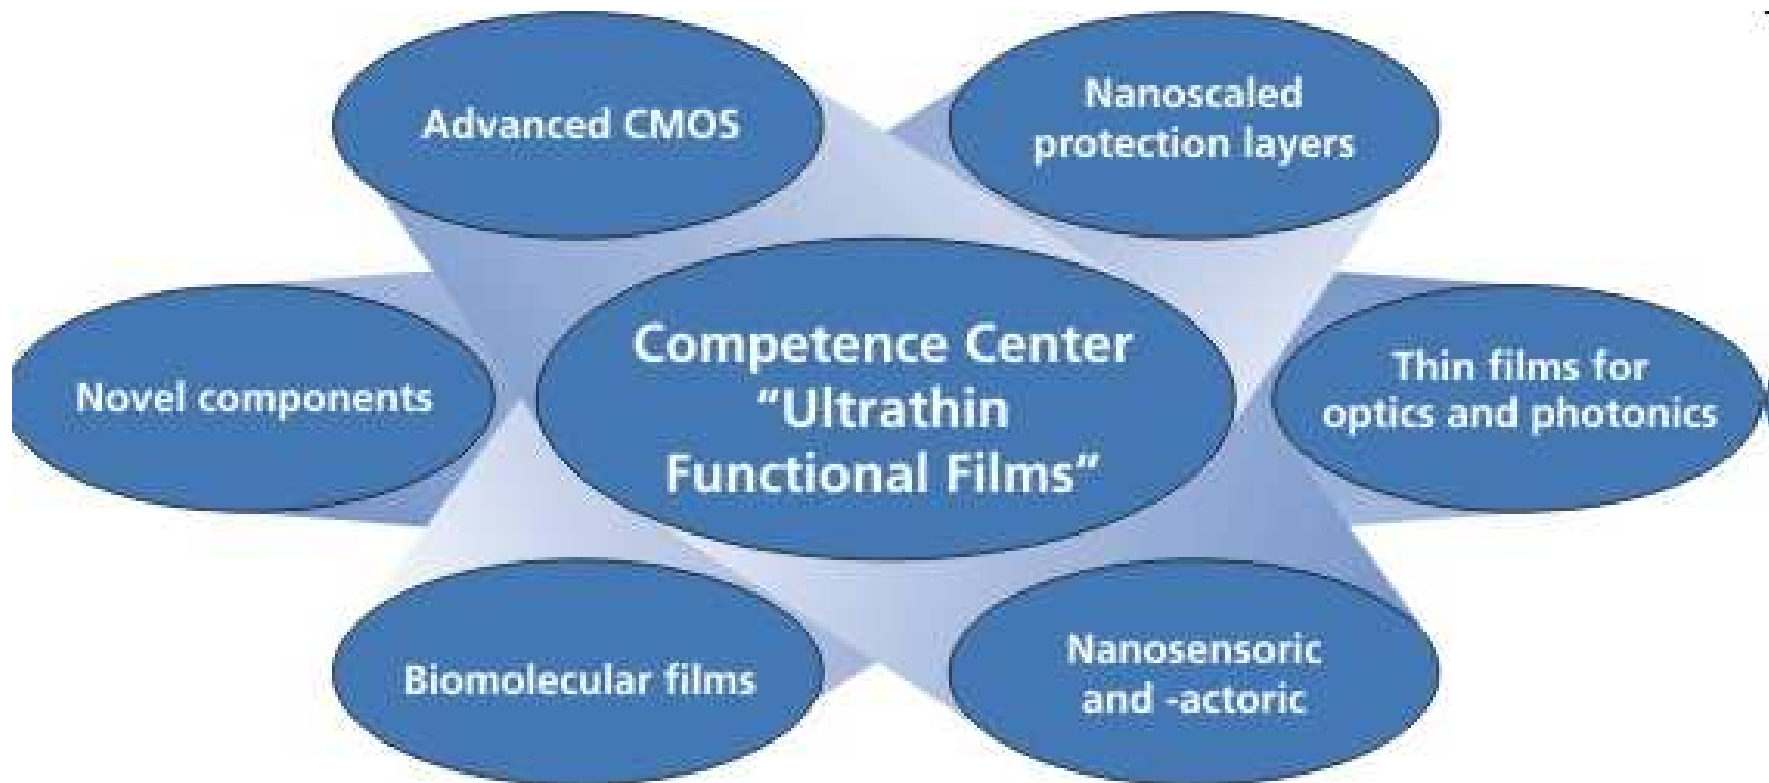 Advanced CMOS
Nanoscaled
protection layers
Novel components
Competence Center
"Ultrathin
Functional Films"
Thin films for
optics and photonics
Biomolecular films
Nanosensoric
and -actoric